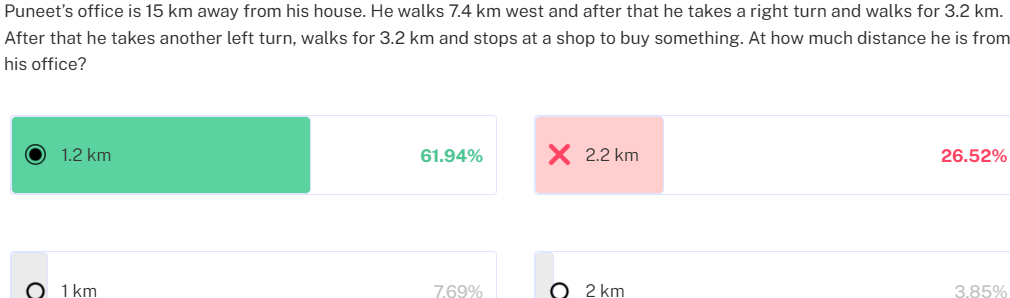 Puneet’s office is 15 km away from his house. He walks 7.4 km west and after that he takes a right turn and walks for 3.2 km.
After that he takes another left turn, walks for 3.2 km and stops at a shop to buy something. At how much distance he is from
his office?
1.2 km 61.94%
2.2 km 26.52%
1 km 7.69%
2 km 3.85%